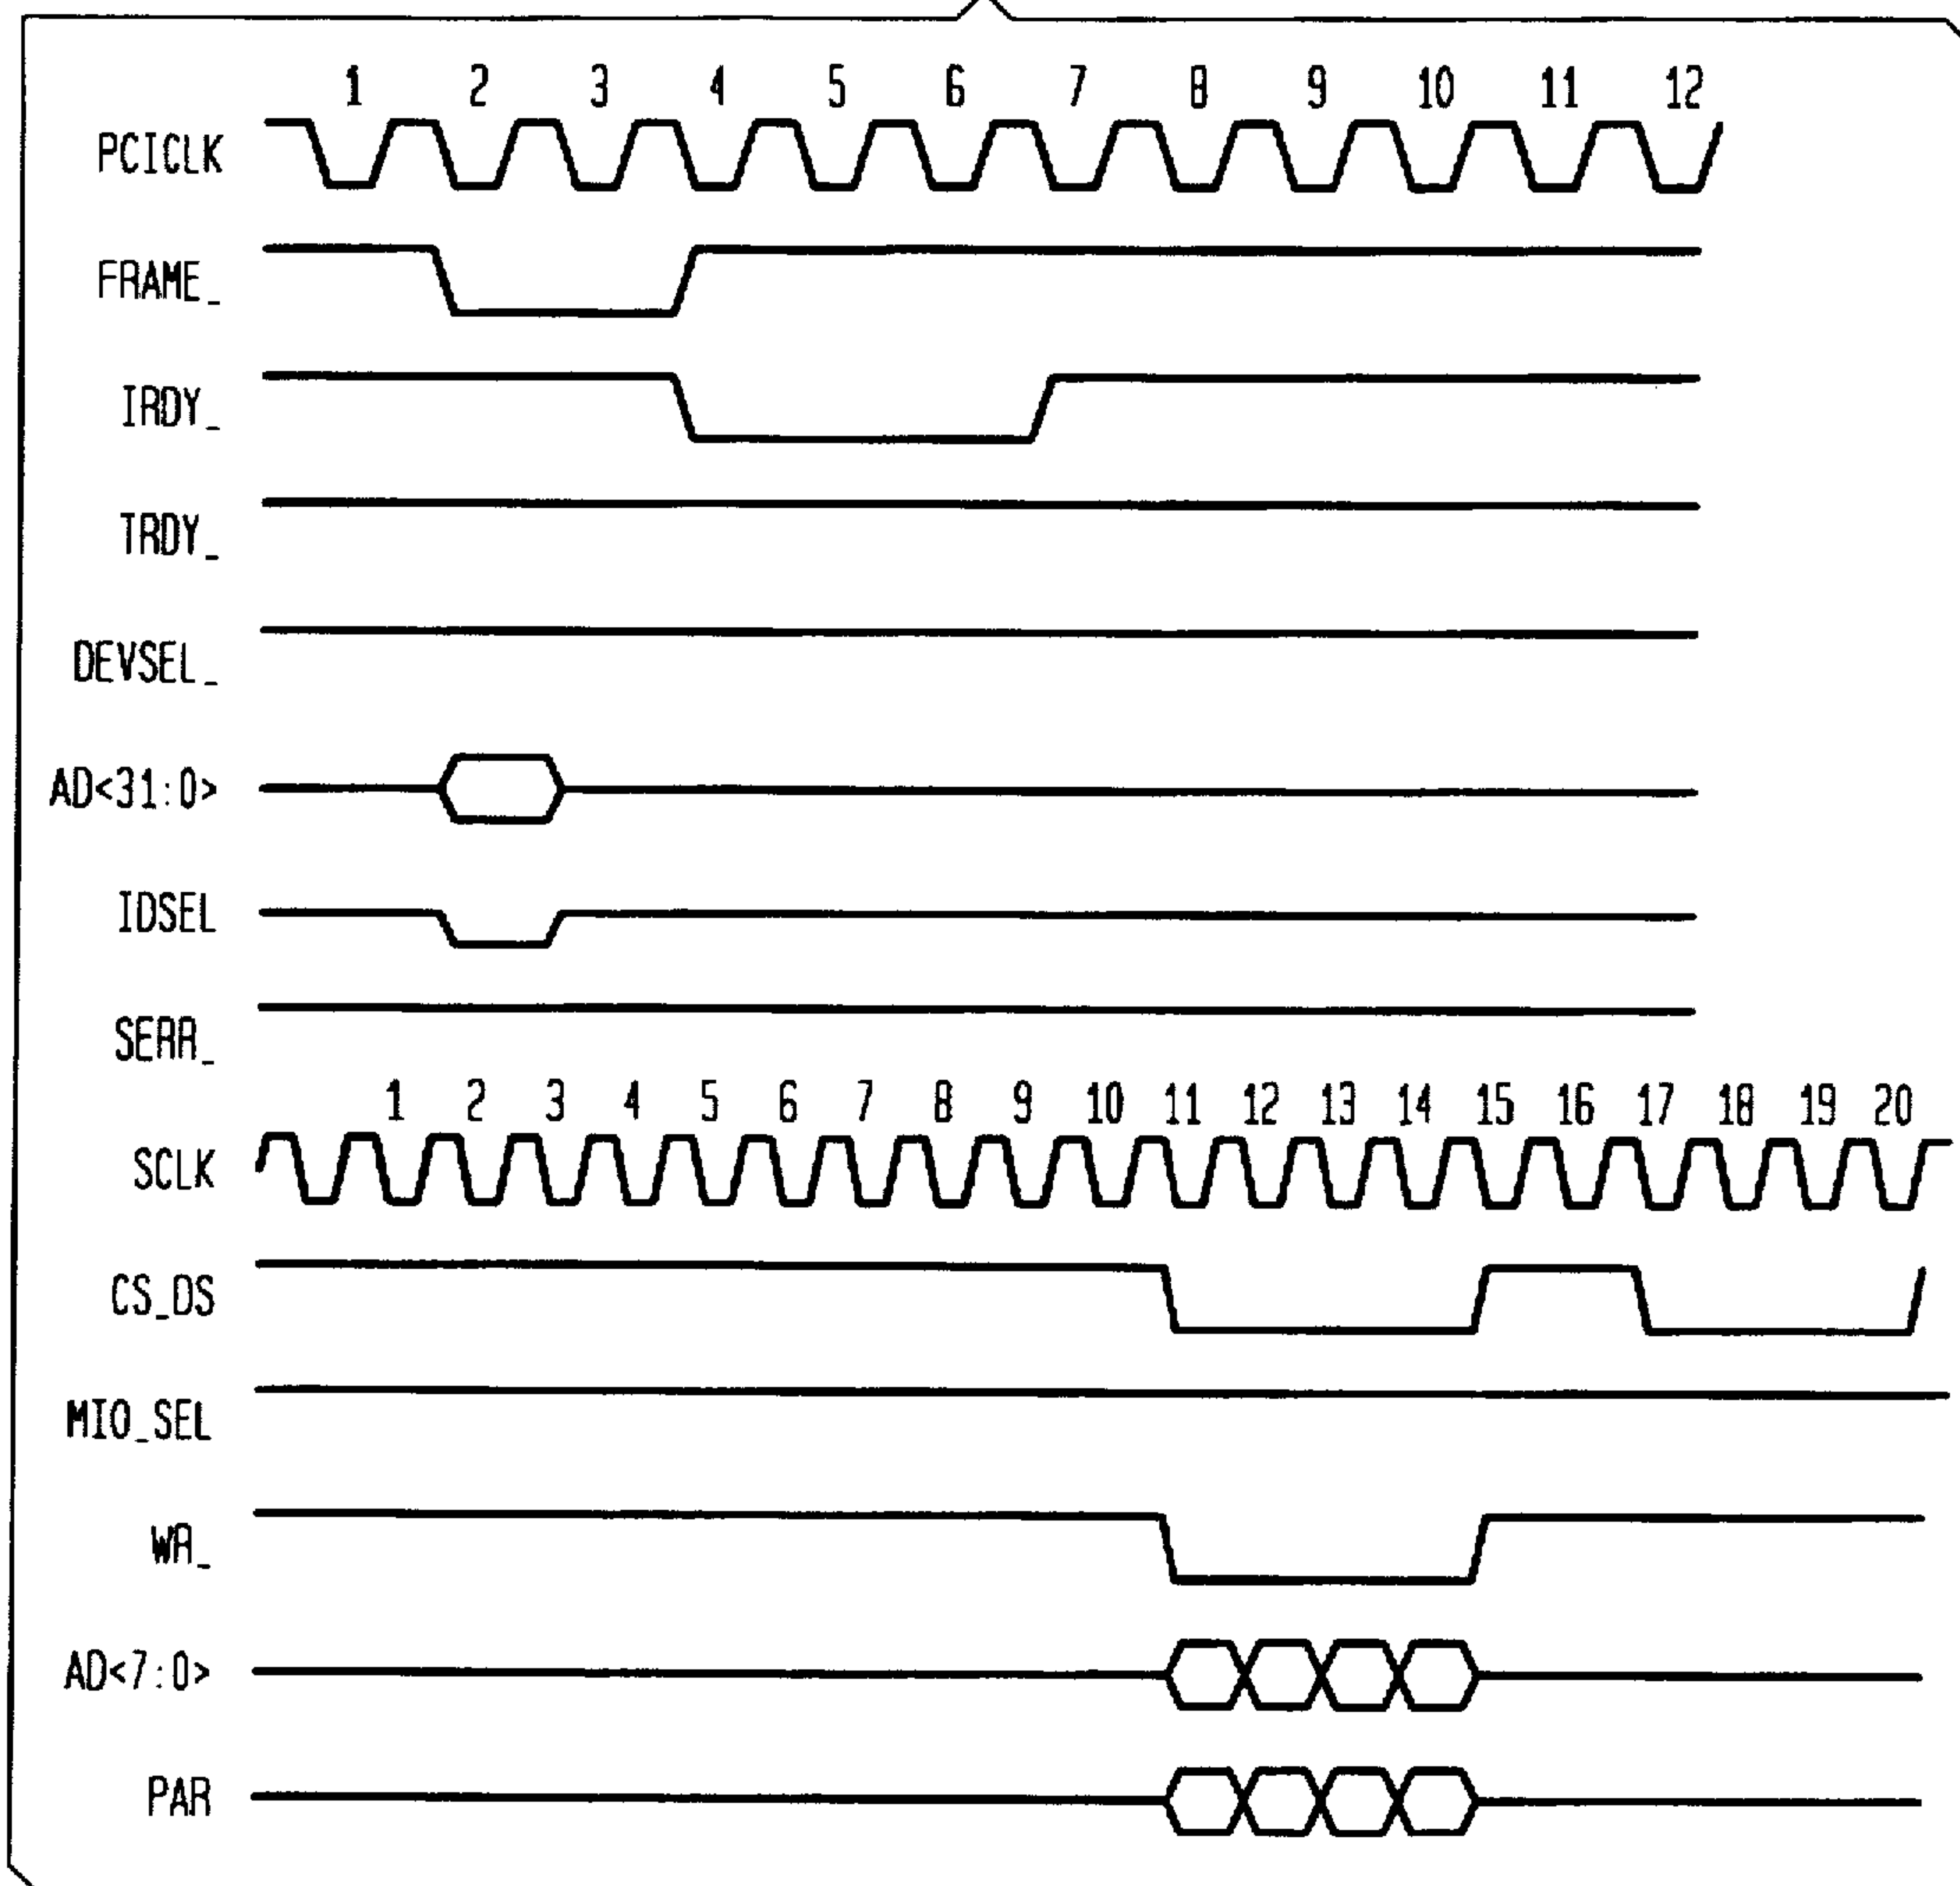 1 2 3 4 5 6 7 8 9 10 11 12
PCICLK
FRAME_
IRDY_
TRDY_
DEVSEL_
AD<31:0>
IDSEL
SERR_
1 2 3 4 5 6 7 8 9 10 11 12 13 14 15 16 17 18 19 20
SCLK
CS_DS
MIO_SEL
WR_
AD<7:0>
PAR